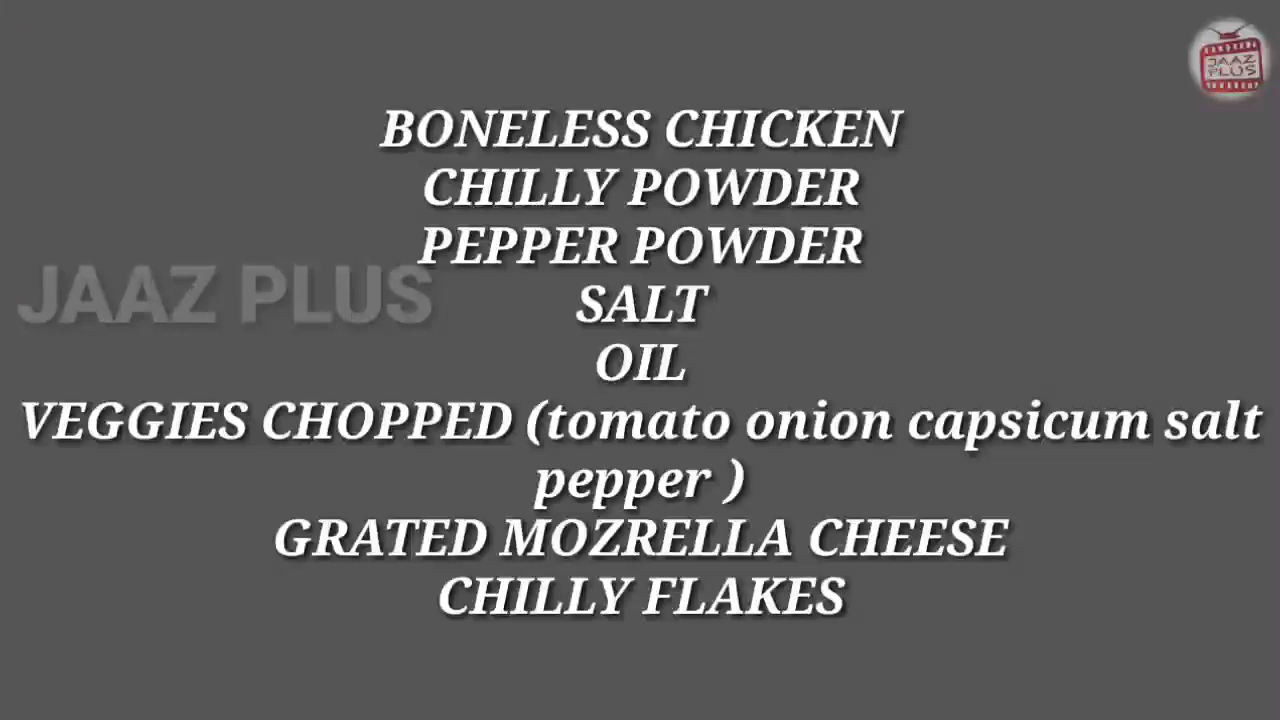 JAAZ
PLUS
BONELESS CHICKEN
CHILLY POWDER
PEPPER POWDER
JAAZ PLUS
SALT
OIL
VEGGIES CHOPPED (tomato onion capsicum salt
pepper )
GRATED MOZRELLA CHEESE
CHILLY FLAKES